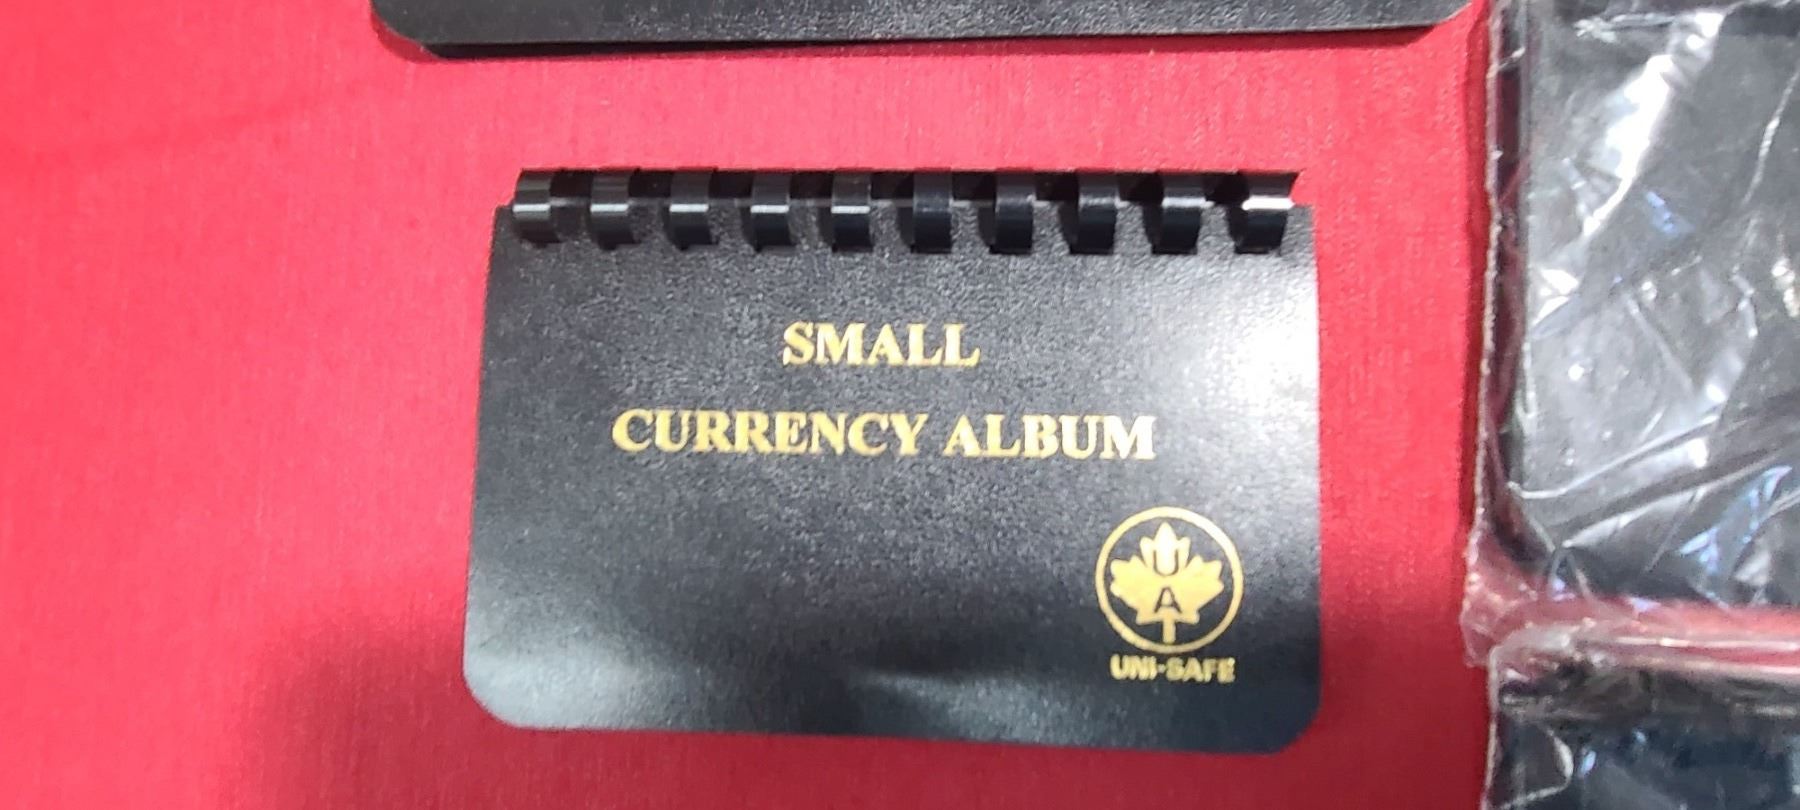 SMALL
CURRENCY ALBUM
U
A
T
UNI-SAFE